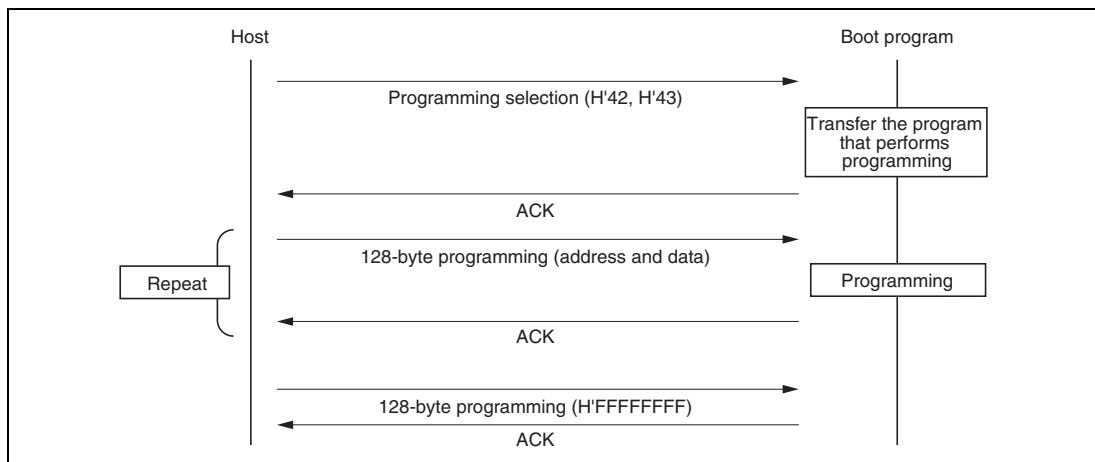 Host
Boot program
Programming selection (H'42, H'43)
Transfer the program
that performs
programming
ACK
128-byte programming (address and data)
Repeat
Programming
ACK
128-byte programming (H'FFFFFFFF)
ACK